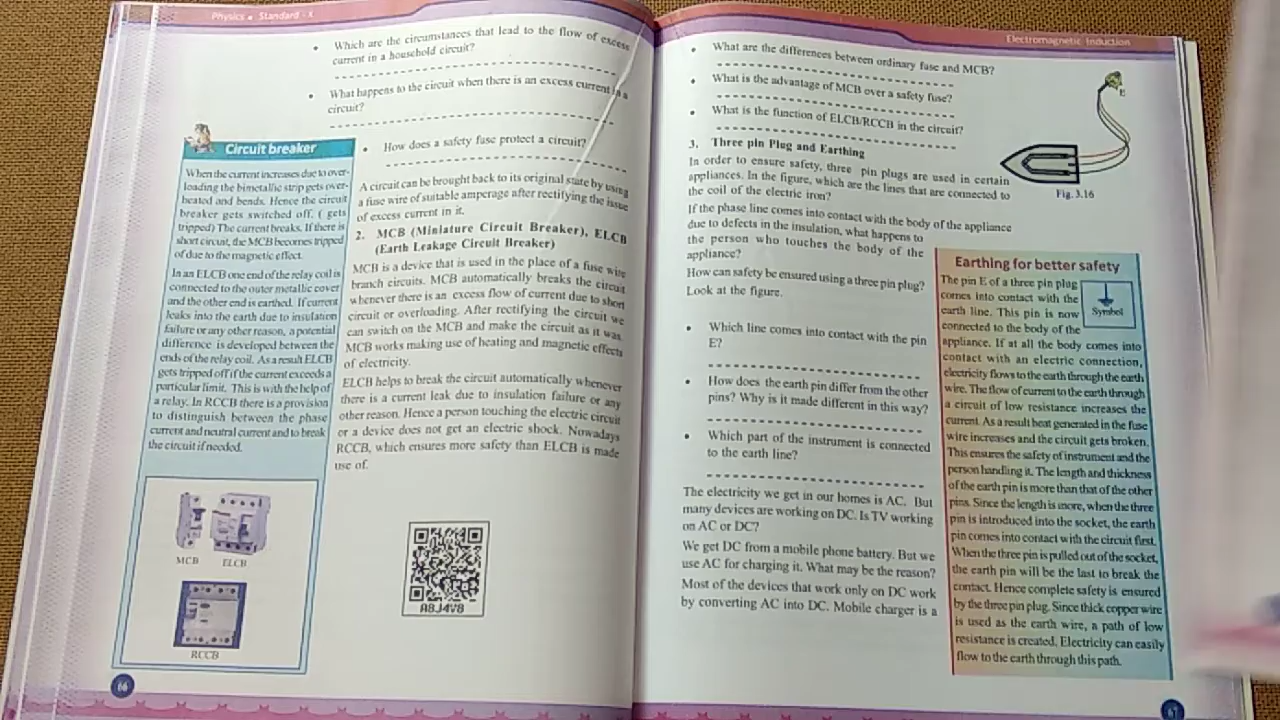 Physics • Standard - X
• Which are the circumstances that lead to the flow of excess
current in a household circuit?
• What happens to the circuit when there is an excess current in a
circuit?
• How does a safety fuse protect a circuit?
A circuit can be brought back to its original state by using
a fuse wire of suitable amperage after rectifying the issue
of excess current in it.
2. MCB (Miniature Circuit Breaker), ELCB
(Earth Leakage Circuit Breaker)
MCB is a device that is used in the place of a fuse wire
branch circuits. MCB automatically breaks the circuit
whenever there is an excess flow of current due to short
circuit or overloading. After rectifying the circuit we
can switch on the MCB and make the circuit as it was.
MCB works making use of heating and magnetic effects
of electricity.
ELCB helps to break the circuit automatically whenever
there is a current leak due to insulation failure or any
other reason. Hence a person touching the electric circuit
or a device does not get an electric shock. Nowadays
RCCB, which ensures more safety than ELCB is made
use of.
Circuit breaker
When the current increases due to over-
loading the bimetallic strip gets over-
heated and bends. Hence the circuit
breaker gets switched off. ( gets
tripped) The current breaks. If there is
short circuit, the MCB becomes tripped
of due to the magnetic effect.
In an ELCB one end of the relay coil is
connected to the outer metallic cover
and the other end is earthed. If current
leaks into the earth due to insulation
failure or any other reason, a potential
difference is developed between the
ends of the relay coil. As a result ELCB
gets tripped off if the current exceeds a
particular limit. This is with the help of
a relay. In RCCB there is a provision
to distinguish between the phase
current and neutral current and to break
the circuit if needed.
MCB ELCB
RCCB
A8J4V8
66
Electromagnetic Induction
• What are the differences between ordinary fuse and MCB?
• What is the advantage of MCB over a safety fuse?
• What is the function of ELCB/RCCB in the circuit?
3. Three pin Plug and Earthing
In order to ensure safety, three pin plugs are used in certain
appliances. In the figure, which are the lines that are connected to
the coil of the electric iron?
E
Fig. 3.16
If the phase line comes into contact with the body of the appliance
due to defects in the insulation, what happens to
the person who touches the body of the
appliance?
How can safety be ensured using a three pin plug?
Look at the figure.
• Which line comes into contact with the pin
E?
• How does the earth pin differ from the other
pins? Why is it made different in this way?
• Which part of the instrument is connected
to the earth line?
The electricity we get in our homes is AC. But
many devices are working on DC. Is TV working
on AC or DC?
We get DC from a mobile phone battery. But we
use AC for charging it. What may be the reason?
Most of the devices that work only on DC work
by converting AC into DC. Mobile charger is a
Earthing for better safety
The pin E of a three pin plug
comes into contact with the
earth line. This pin is now
connected to the body of the
Symbol
appliance. If at all the body comes into
contact with an electric connection,
electricity flows to the earth through the earth
wire. The flow of current to the earth through
a circuit of low resistance increases the
current. As a result heat generated in the fuse
wire increases and the circuit gets broken.
This ensures the safety of instrument and the
person handling it. The length and thickness
of the earth pin is more than that of the other
pins. Since the length is more, when the three
pin is introduced into the socket, the earth
pin comes into contact with the circuit first.
When the three pin is pulled out of the socket,
the earth pin will be the last to break the
contact. Hence complete safety is ensured
by the three pin plug. Since thick copper wire
is used as the earth wire, a path of low
resistance is created. Electricity can easily
flow to the earth through this path.
67